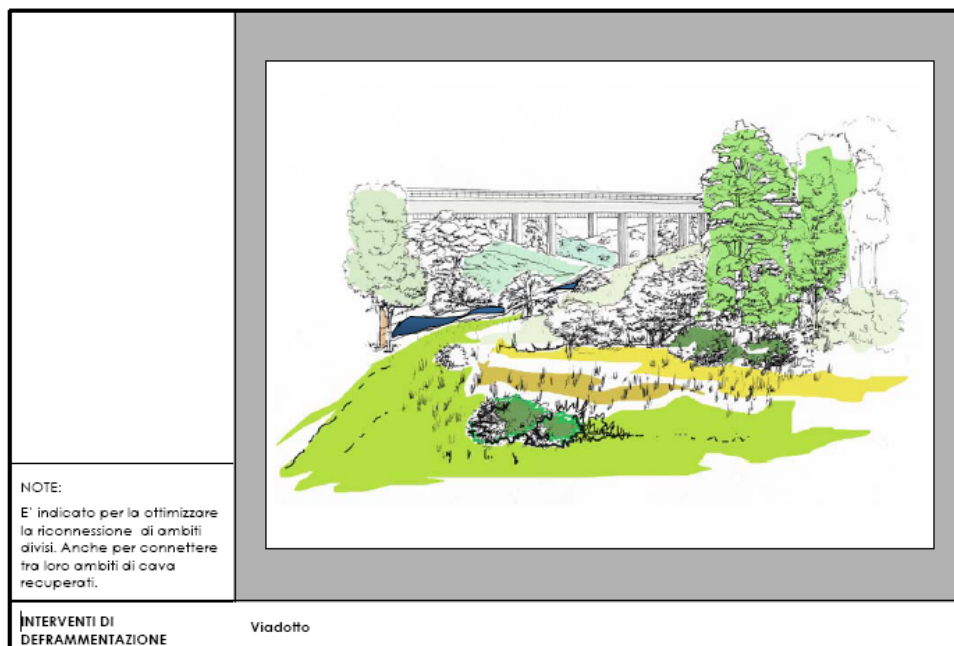 NOTE:
E' indicato per la ottimizzare
la riconnessione di ambiti
divisi. Anche per connettere
tra loro ambiti di cava
recuperati.
INTERVENTI DI
DEFRAMMENTAZIONE
Viadotto